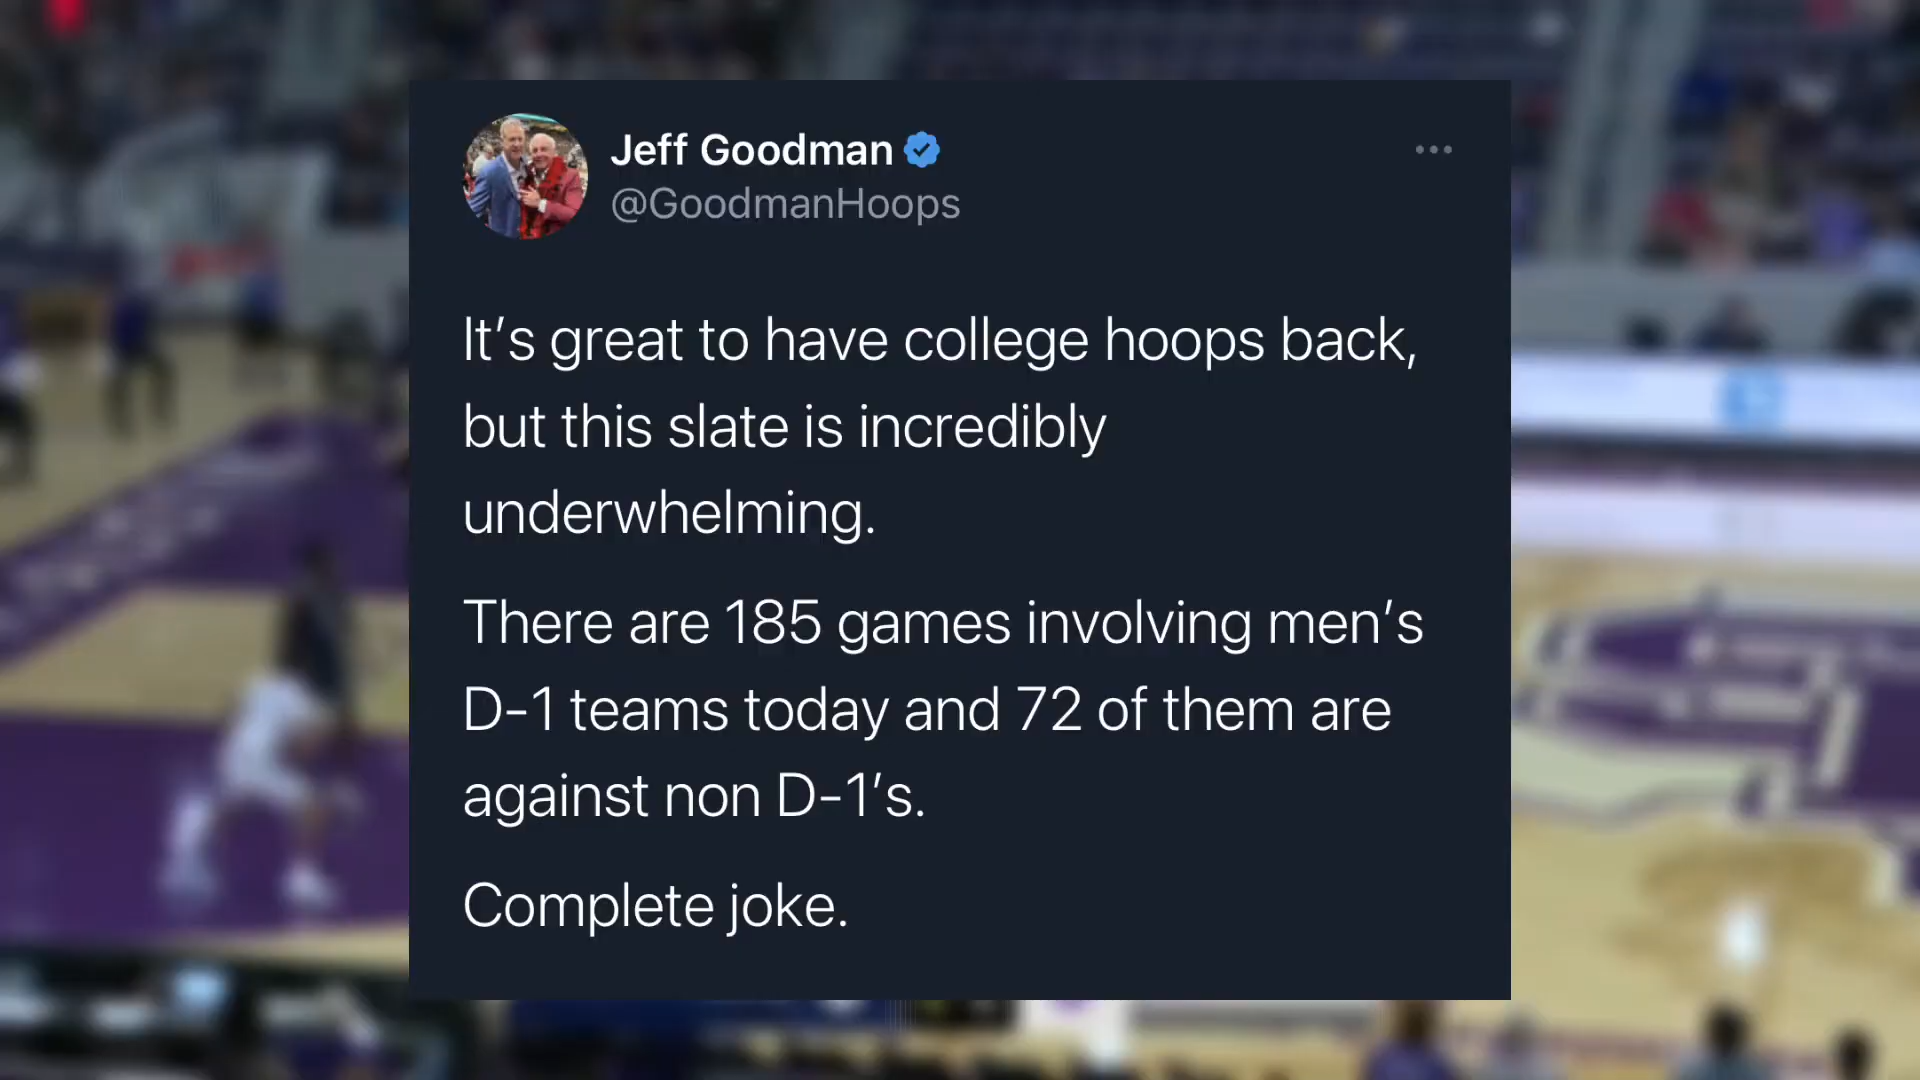 Jeff Goodman
@GoodmanHoops
It's great to have college hoops back,
but this slate is incredibly
underwhelming.
There are 185 games involving men's
D-1 teams today and 72 of them are
against non D-1's.
Complete joke.